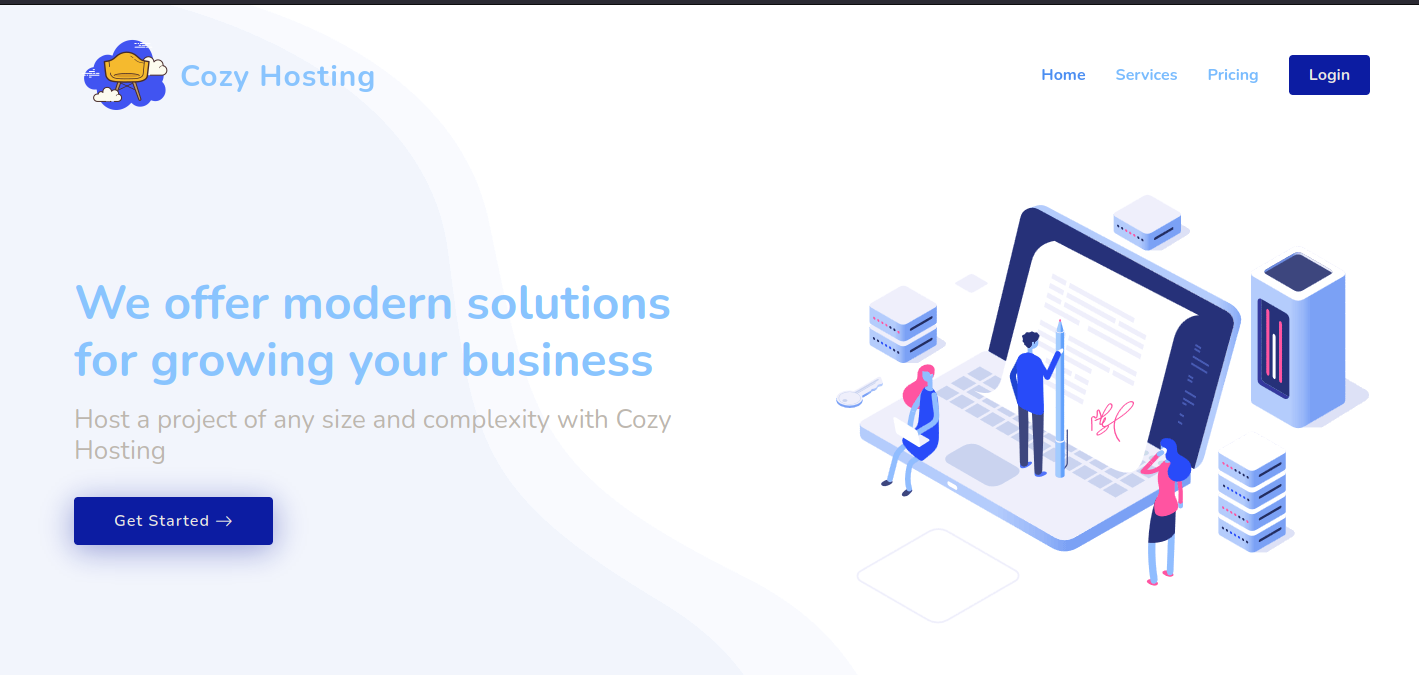 Cozy Hosting
Home Services Pricing Login
We offer modern solutions
for growing your business
Host a project of any size and complexity with Cozy
Hosting
Get Started →